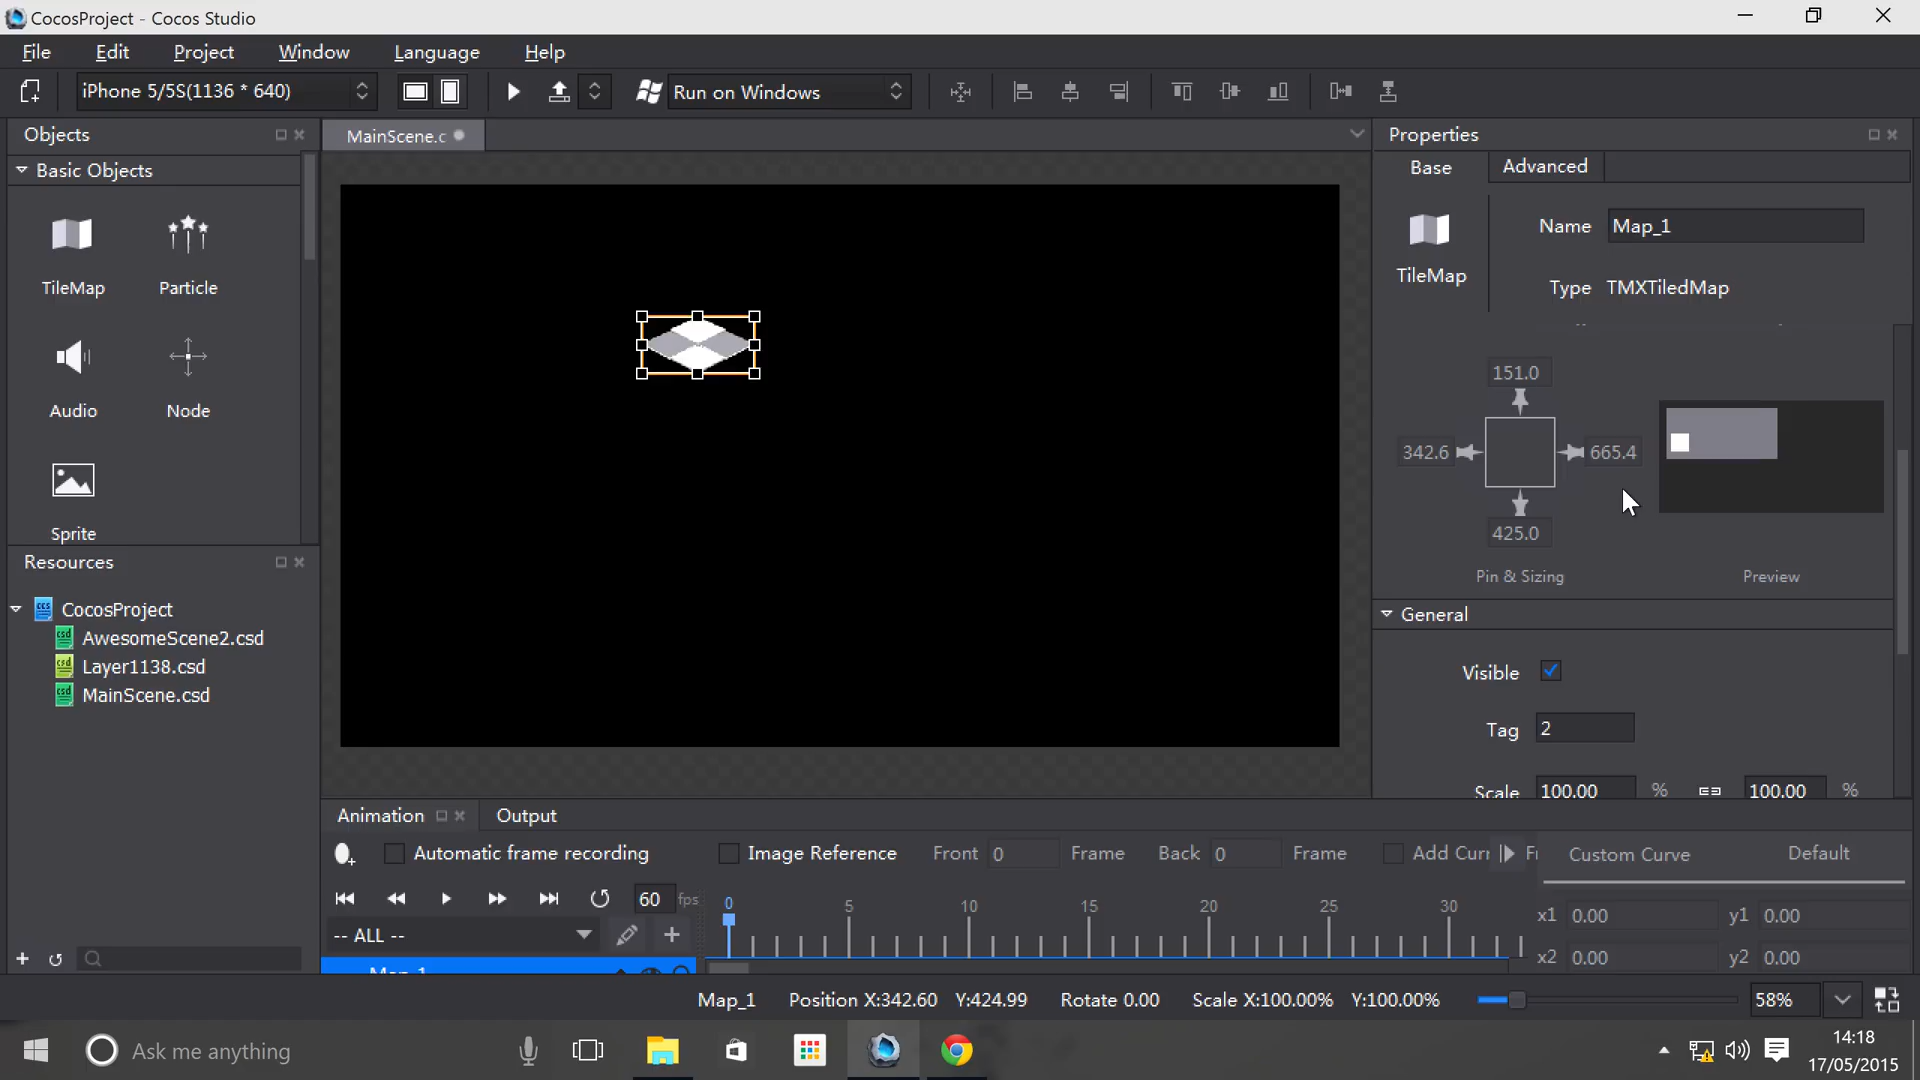 CocosProject - Cocos Studio
File Edit Project Window Language Help
iPhone 5/5S(1136 * 640) Run on Windows
Objects
Basic Objects
TileMap Particle
Audio Node
Sprite
Resources
CocosProject
AwesomeScene2.csd
Layer1138.csd
MainScene.csd
MainScene.c
Properties
Base Advanced
TileMap
Name Map_1
Type TMXTiledMap
151.0
342.6 665.4
425.0
Pin & Sizing Preview
General
Visible
Tag 2
Scale 100.00 % 100.00 %
Animation Output
Automatic frame recording Image Reference Front 0 Frame Back 0 Frame Add Curr Fr
Custom Curve Default
60 fps
0 5 10 15 20 25 30
-- ALL --
Map_1
x1 0.00 y1 0.00
x2 0.00 y2 0.00
Map_1 Position X:342.60 Y:424.99 Rotate 0.00 Scale X:100.00% Y:100.00% 58%
Ask me anything
14:18
17/05/2015